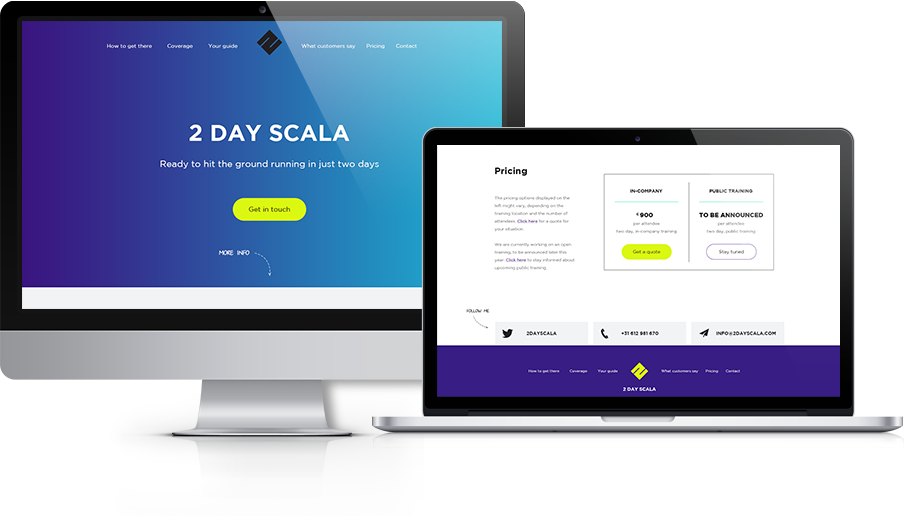 How to get there Coverage Your guide What customers say Pricing Contact
2 DAY SCALA
Ready to hit the ground running in just two days
Get in touch
MORE INFO
Pricing
The pricing options displayed on the
left might vary, depending on the
training location and the number of
attendees. Click here for a quote for
your situation.
We are currently working on an open
training, to be announced later this
year. Click here to stay informed about
upcoming public training.
IN-COMPANY
€ 900
per attendee
two day, in-company training
Get a quote
PUBLIC TRAINING
TO BE ANNOUNCED
per attendee
two day, public training
Stay tuned
FOLLOW ME
2DAYSCALA
+31 612 981 670
INFO@2DAYSCALA.COM
How to get there Coverage Your guide What customers say Pricing Contact
2 DAY SCALA